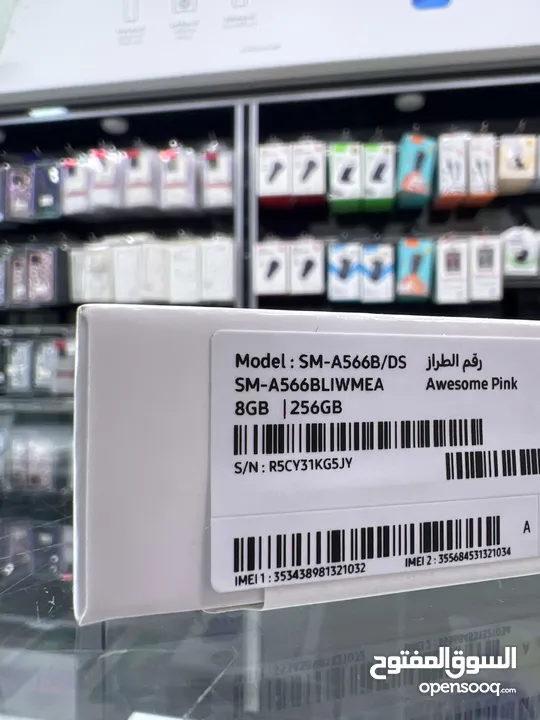 Model : SM-A566B/DS رقم الطراز
SM-A566BLIWMEA Awesome Pink
8GB | 256GB
S/N : R5CY31KG5JY
A
IMEI 1 : 353438981321032
IMEI 2 : 355684531321034
السوق المفتوح
opensooq.com